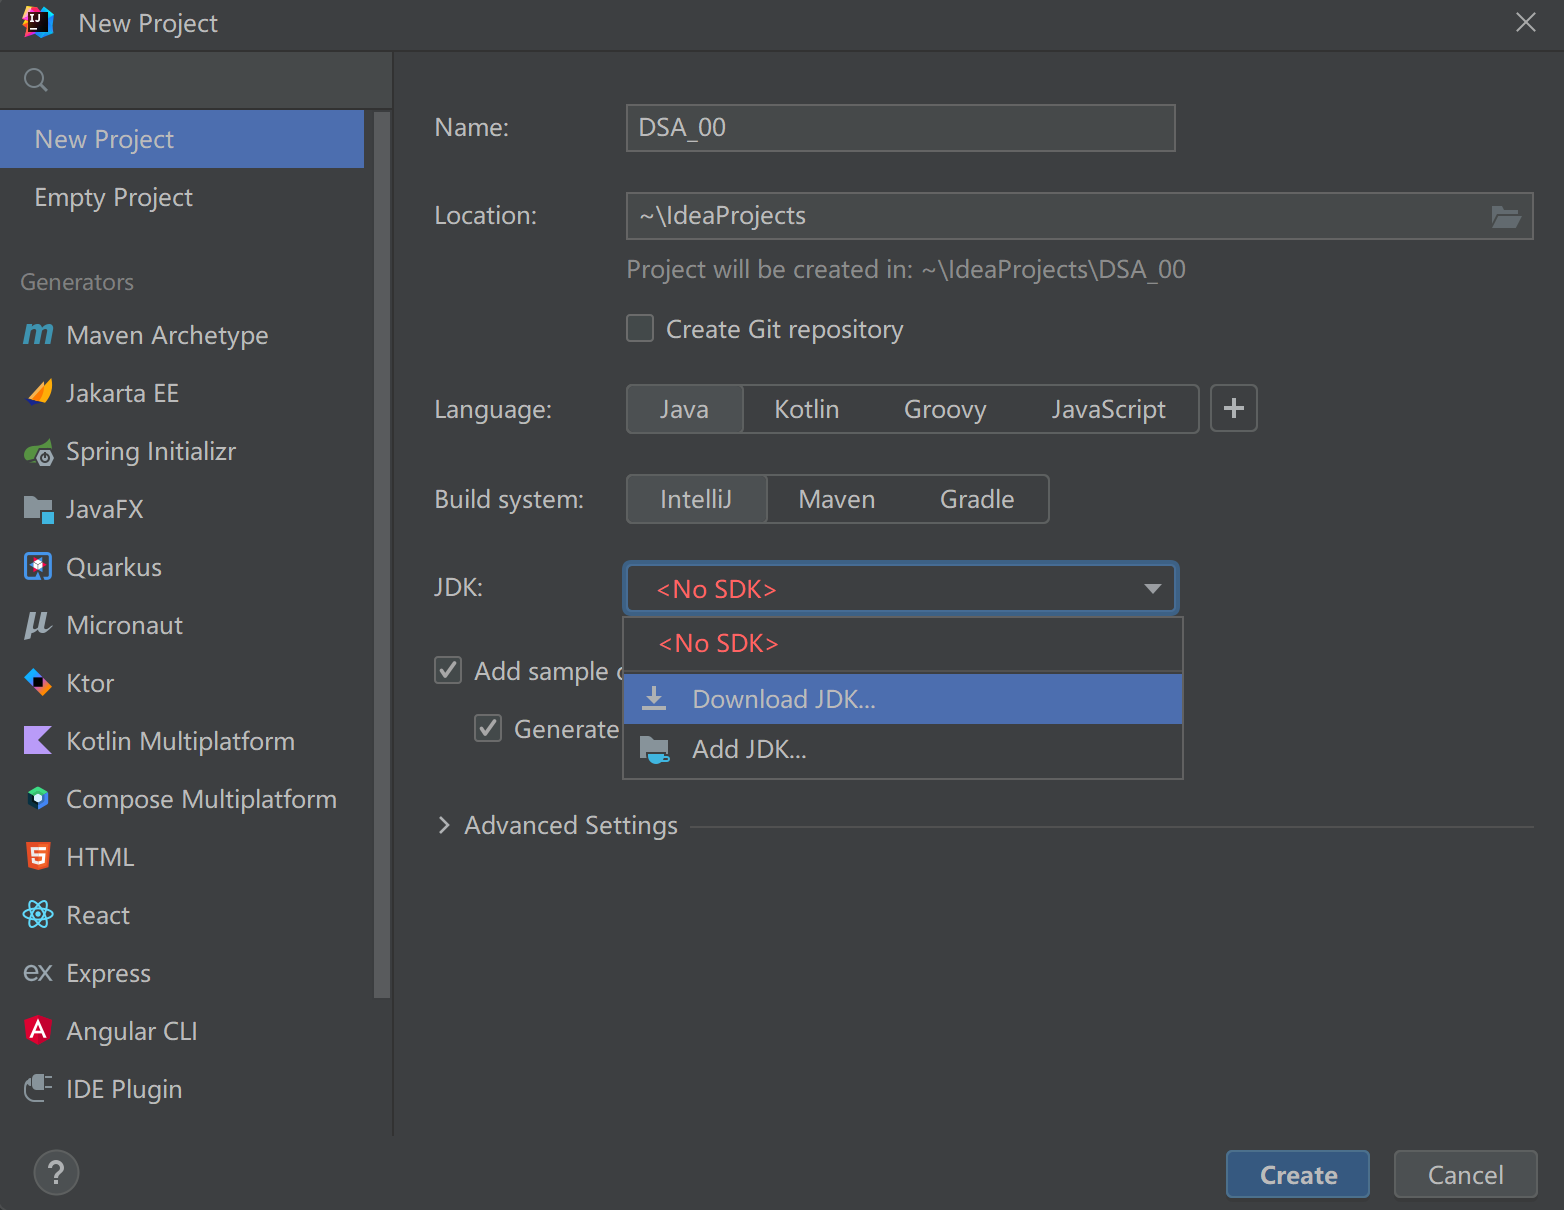 New Project
New Project
Empty Project
Generators
Maven Archetype
Jakarta EE
Spring Initializr
JavaFX
Quarkus
Micronaut
Ktor
Kotlin Multiplatform
Compose Multiplatform
HTML
React
ex Express
Angular CLI
IDE Plugin
Name: DSA_00
Location: ~\IdeaProjects
Project will be created in: ~\IdeaProjects\DSA_00
Create Git repository
Language: Java Kotlin Groovy JavaScript +
Build system: IntelliJ Maven Gradle
JDK: <No SDK>
<No SDK>
Add sample
Download JDK...
Generate
Add JDK...
Advanced Settings
? Create Cancel